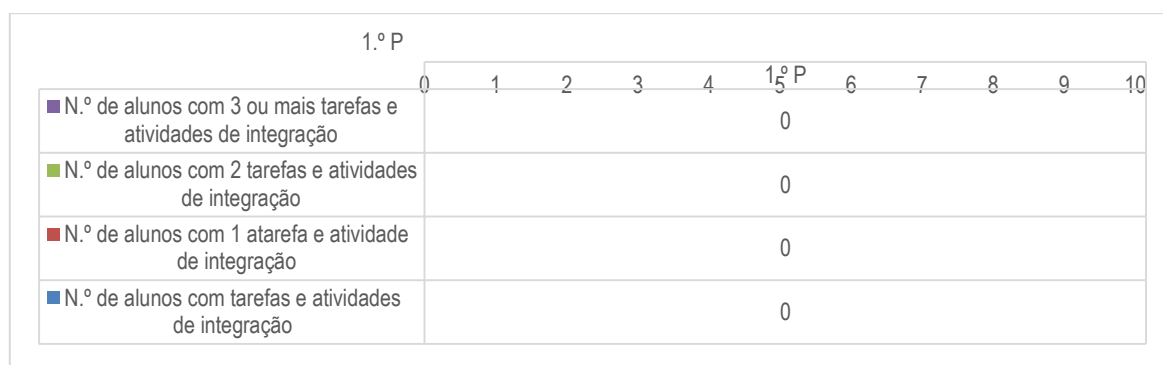 1.º P
1.º P
0 1 2 3 4 5 6 7 8 9 10
N.º de alunos com 3 ou mais tarefas e
atividades de integração
0
N.º de alunos com 2 tarefas e atividades
de integração
0
N.º de alunos com 1 atarefa e atividade
de integração
0
N.º de alunos com tarefas e atividades
de integração
0